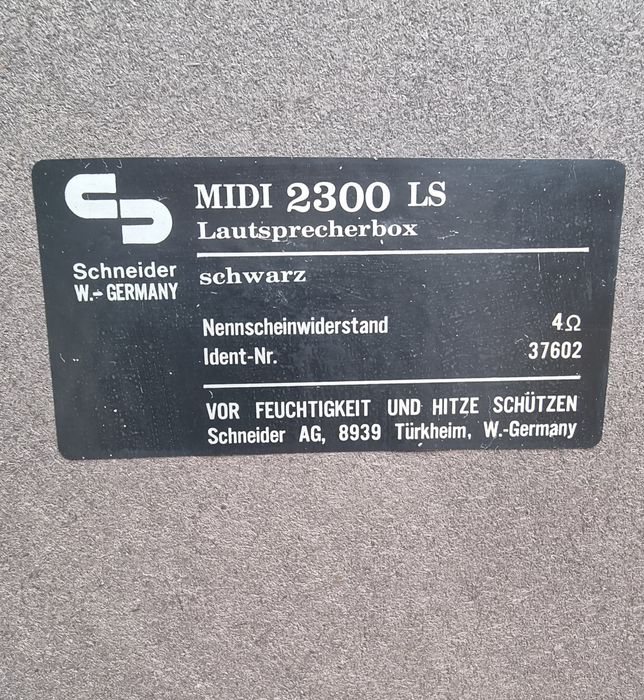 MIDI 2300 LS
Lautsprecherbox
Schneider
W.-GERMANY
schwarz
Nennscheinwiderstand 4Ω
Ident-Nr. 37602
VOR FEUCHTIGKEIT UND HITZE SCHÜTZEN
Schneider AG, 8939 Türkheim, W.-Germany